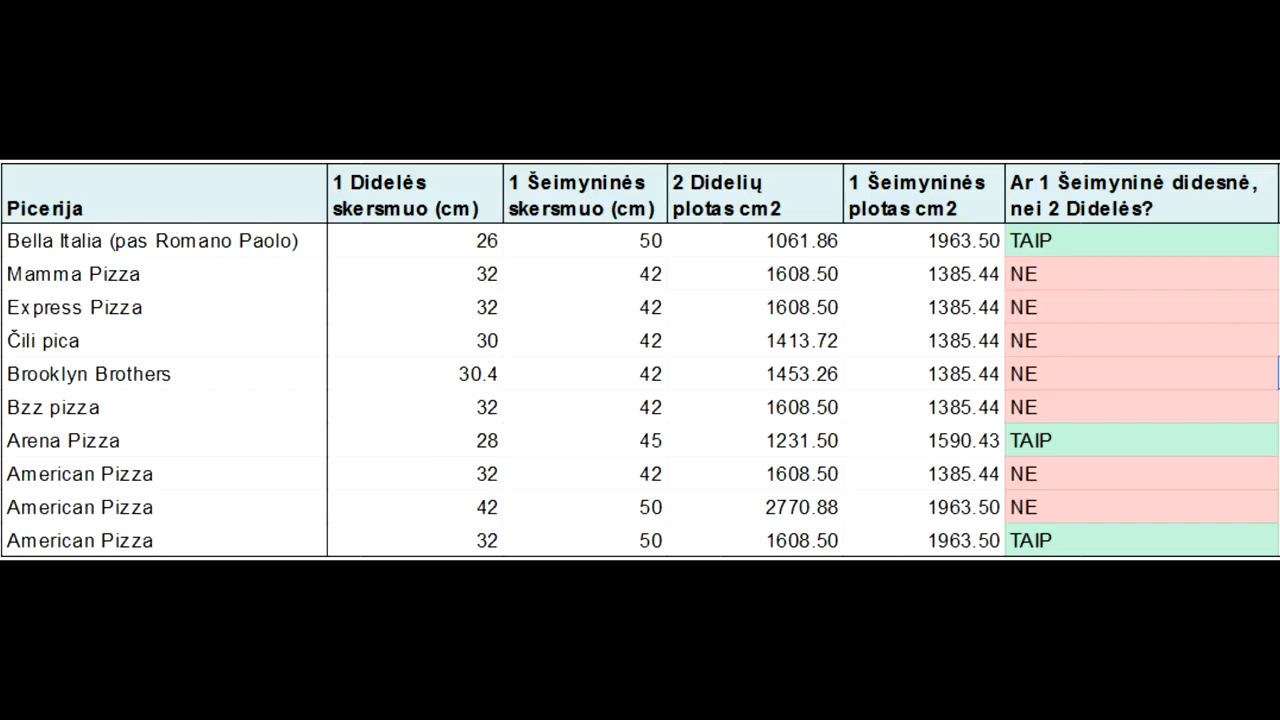 Picerija 1 Didelės skersmuo (cm) 1 Šeimyninės skersmuo (cm) 2 Didelių plotas cm2 1 Šeimyninės plotas cm2 Ar 1 Šeimyninė didesnė, nei 2 Didelės?
Bella Italia (pas Romano Paolo) 26 50 1061.86 1963.50 TAIP
Mamma Pizza 32 42 1608.50 1385.44 NE
Express Pizza 32 42 1608.50 1385.44 NE
Čili pica 30 42 1413.72 1385.44 NE
Brooklyn Brothers 30.4 42 1453.26 1385.44 NE
Bzz pizza 32 42 1608.50 1385.44 NE
Arena Pizza 28 45 1231.50 1590.43 TAIP
American Pizza 32 42 1608.50 1385.44 NE
American Pizza 42 50 2770.88 1963.50 NE
American Pizza 32 50 1608.50 1963.50 TAIP